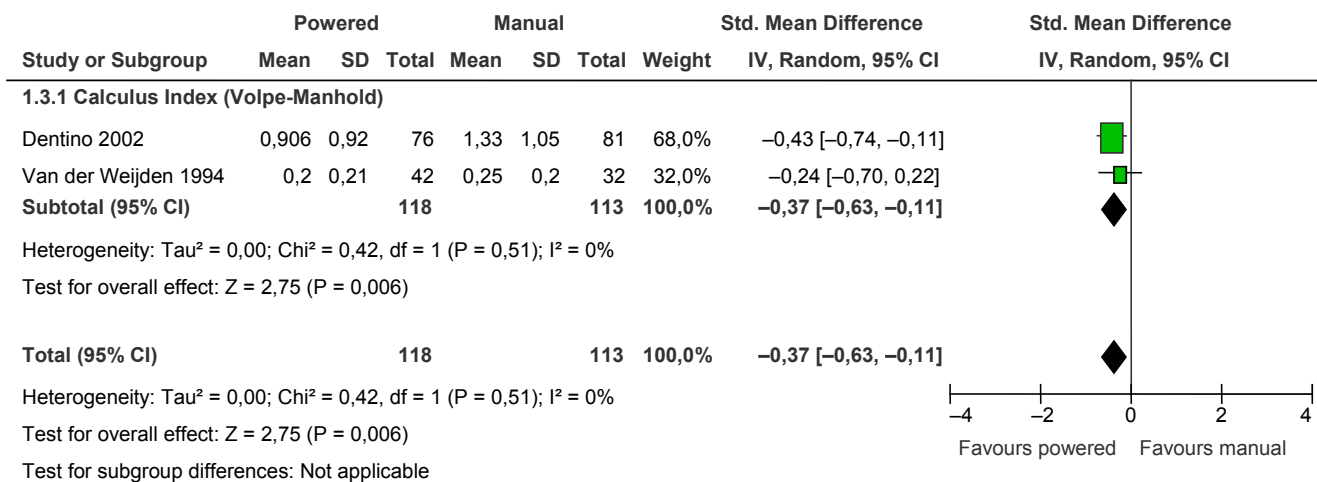 Powered Manual Std. Mean Difference Std. Mean Difference
Study or Subgroup Mean SD Total Mean SD Total Weight IV, Random, 95% CI IV, Random, 95% CI
1.3.1 Calculus Index (Volpe-Manhold)
Dentino 2002 0,906 0,92 76 1,33 1,05 81 68,0% –0,43 [–0,74, –0,11]
Van der Weijden 1994 0,2 0,21 42 0,25 0,2 32 32,0% –0,24 [–0,70, 0,22]
Subtotal (95% CI) 118 113 100,0% –0,37 [–0,63, –0,11]
Heterogeneity: Tau² = 0,00; Chi² = 0,42, df = 1 (P = 0,51); I² = 0%
Test for overall effect: Z = 2,75 (P = 0,006)
Total (95% CI) 118 113 100,0% –0,37 [–0,63, –0,11]
Heterogeneity: Tau² = 0,00; Chi² = 0,42, df = 1 (P = 0,51); I² = 0%
Test for overall effect: Z = 2,75 (P = 0,006)
Test for subgroup differences: Not applicable
–4 –2 0 2 4
Favours powered Favours manual